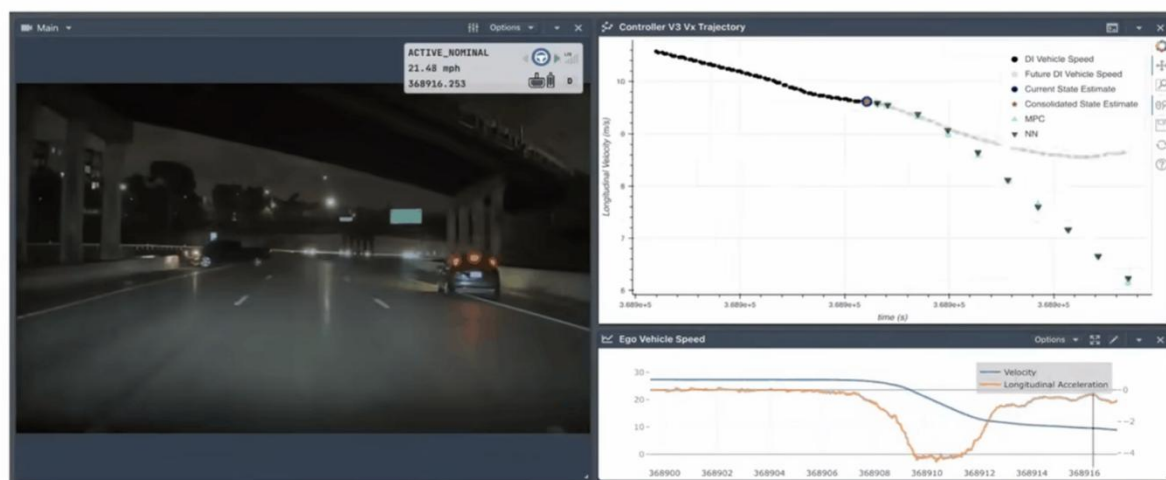 Main
Options
ACTIVE_NOMINAL
21.48 mph
368916.253
D
Controller V3 Vx Trajectory
DI Vehicle Speed
Future DI Vehicle Speed
Current State Estimate
Consolidated State Estimate
MPC
NN
Longitudinal Velocity (m/s)
10
9
8
7
6
3.689e+5 3.689e+5 3.689e+5 3.689e+5 3.689e+5
time (s)
Ego Vehicle Speed
Options
Velocity
Longitudinal Acceleration
30
20
10
0
0
−2
−4
368900 368902 368904 368906 368908 368910 368912 368914 368916